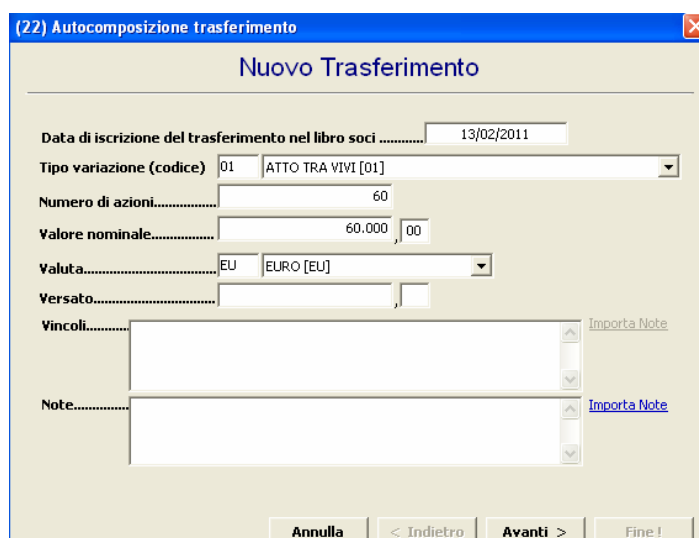 (22) Autocomposizione trasferimento
Nuovo Trasferimento
Data di iscrizione del trasferimento nel libro soci ............ 13/02/2011
Tipo variazione (codice) 01 ATTO TRA VIVI [01]
Numero di azioni................ 60
Valore nominale................ 60.000 , 00
Valuta................................. EU EURO [EU]
Versato............................... ,
Vincoli........... Importa Note
Note............... Importa Note
Annulla < Indietro Avanti > Fine !